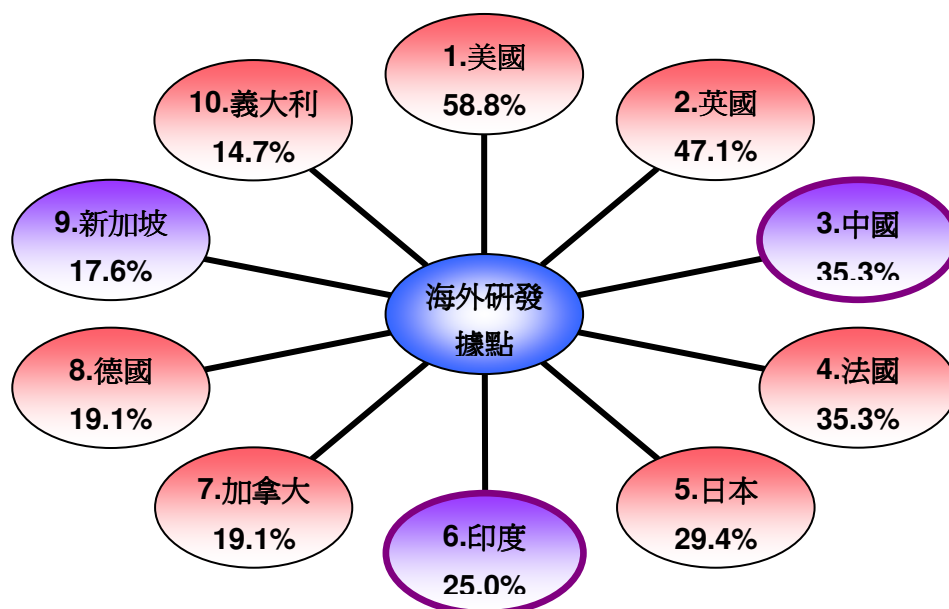 1.美國
58.8%
2.英國
47.1%
3.中國
35.3%
4.法國
35.3%
5.日本
29.4%
6.印度
25.0%
7.加拿大
19.1%
8.德國
19.1%
9.新加坡
17.6%
10.義大利
14.7%
海外研發
據點